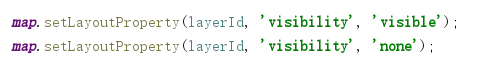 map.setLayoutProperty(layerId, 'visibility', 'visible');
map.setLayoutProperty(layerId, 'visibility', 'none');